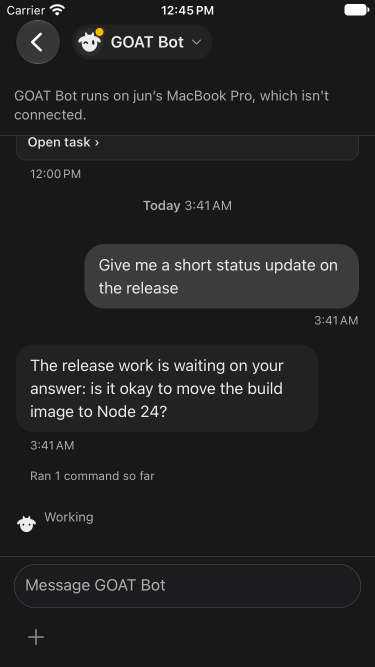 Carrier 12:45 PM
GOAT Bot
GOAT Bot runs on jun's MacBook Pro, which isn't
connected.
Open task ›
12:00 PM
Today 3:41 AM
Give me a short status update on
the release
3:41 AM
The release work is waiting on your
answer: is it okay to move the build
image to Node 24?
3:41 AM
Ran 1 command so far
Working
Message GOAT Bot